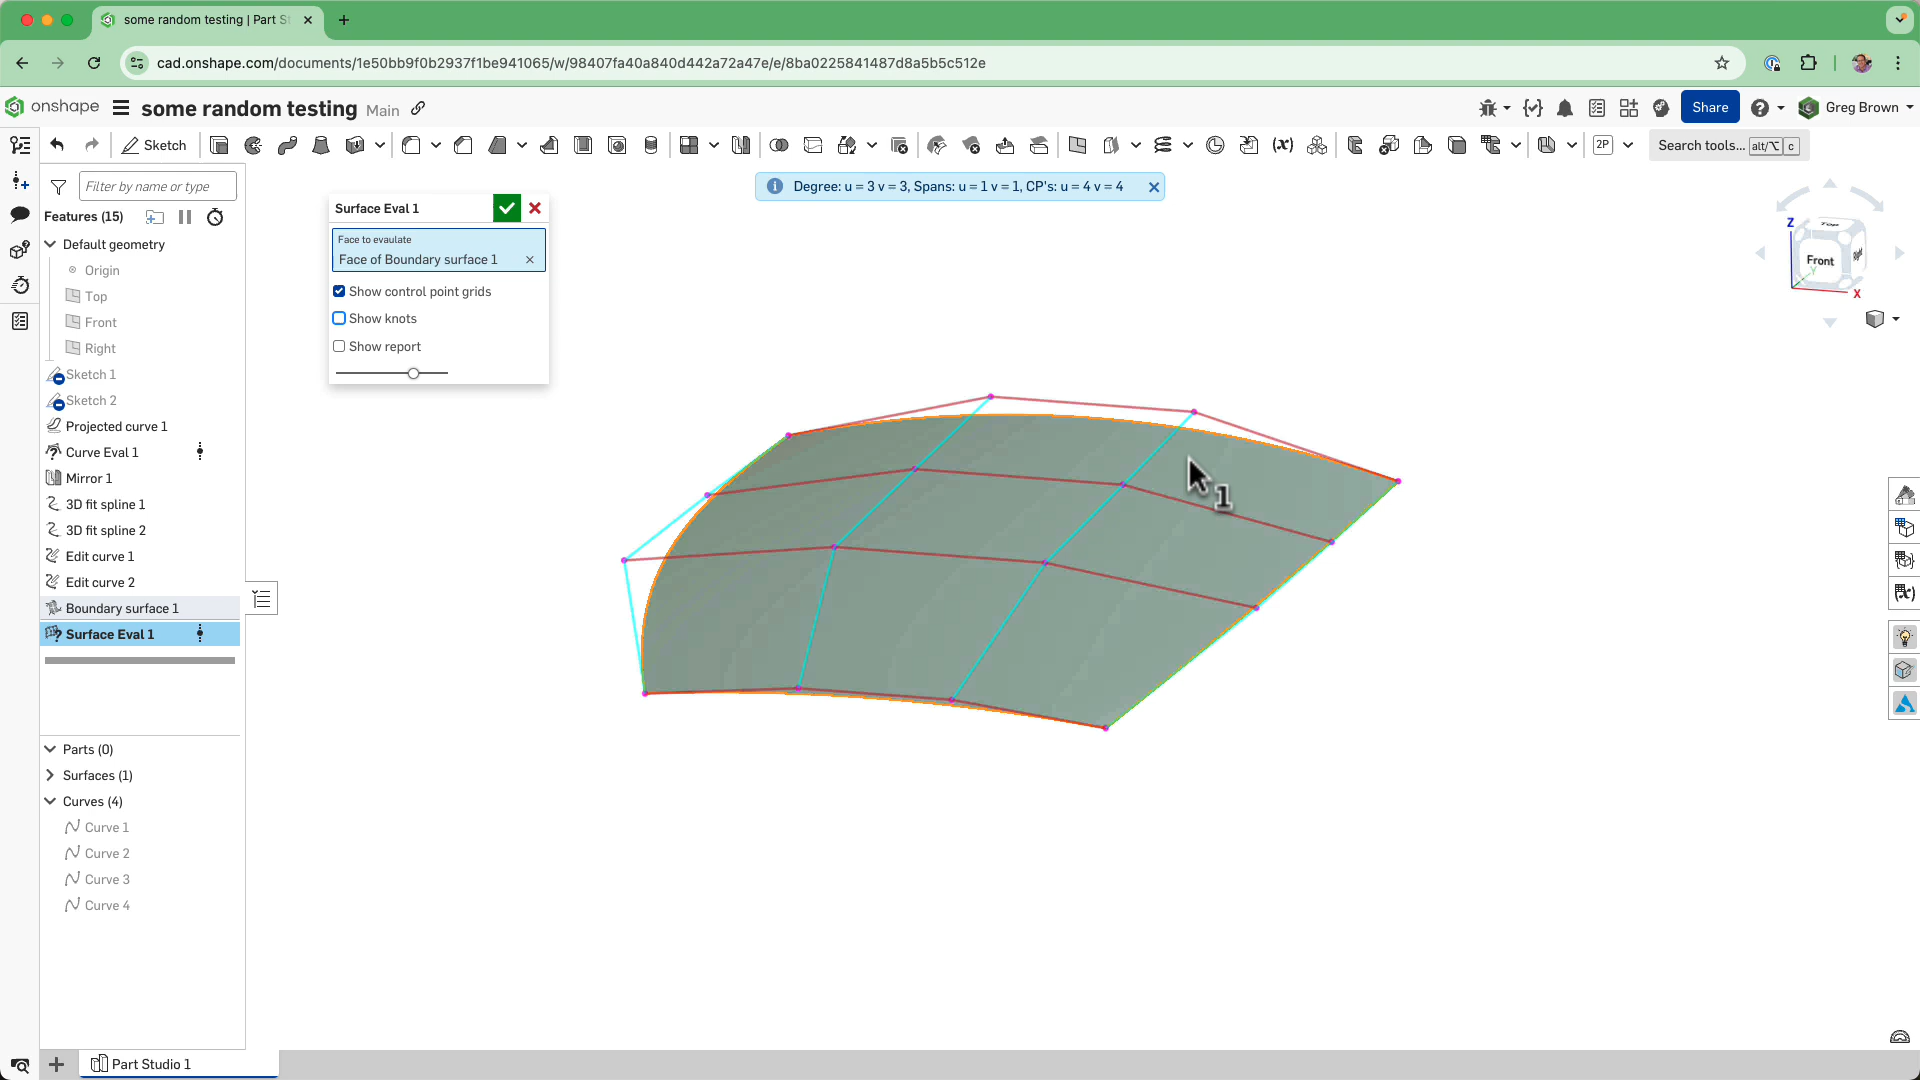 some random testing | Part S
cad.onshape.com/documents/1e50bb9f0b2937f1be941065/w/98407fa40a840d442a72a47e/e/8ba0225841487d8a5b5c512e
onshape
some random testing Main
Share
Greg Brown
Sketch
(x)
2P
Search tools... alt/⌥ c
Filter by name or type
Features (15)
Default geometry
Origin
Top
Front
Right
Sketch 1
Sketch 2
Projected curve 1
Curve Eval 1
Mirror 1
3D fit spline 1
3D fit spline 2
Edit curve 1
Edit curve 2
Boundary surface 1
Surface Eval 1
Parts (0)
Surfaces (1)
Curves (4)
Curve 1
Curve 2
Curve 3
Curve 4
Surface Eval 1
Face to evaulate
Face of Boundary surface 1
Show control point grids
Show knots
Show report
Degree: u = 3 v = 3, Spans: u = 1 v = 1, CP's: u = 4 v = 4
1
Z
Top
Front
Y
X
(x)
Part Studio 1